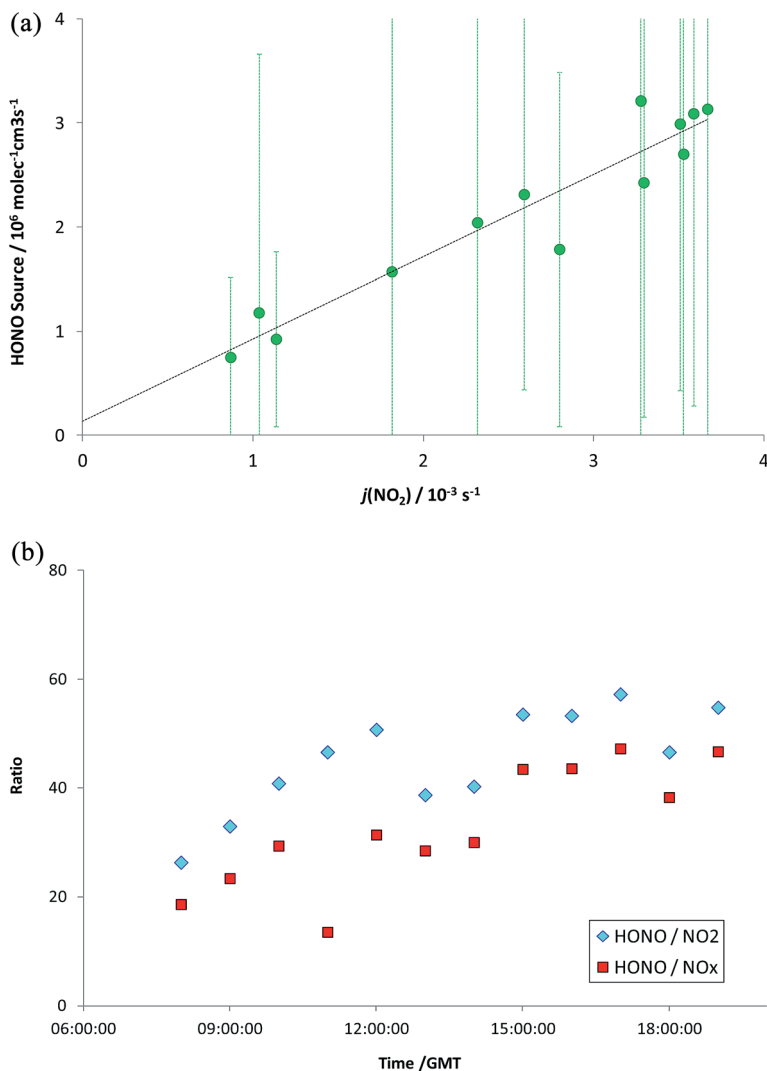 (a)
4
3
2
1
0
HONO Source / 10⁶ molec⁻¹cm3s⁻¹
0 1 2 3 4
j(NO₂) / 10⁻³ s⁻¹
(b)
80
60
40
20
0
Ratio
06:00:00 09:00:00 12:00:00 15:00:00 18:00:00
Time /GMT
HONO / NO2
HONO / NOx